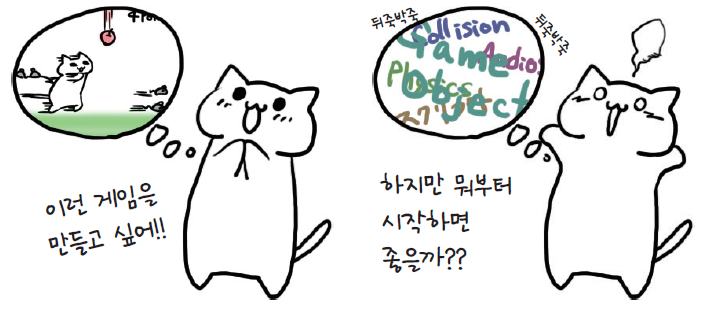 이런 게임을
만들고 싶어!!
뒤죽박죽
뒤죽박죽
Collision
Game
Audio
Physics
Object
하지만 뭐부터
시작하면
좋을까??